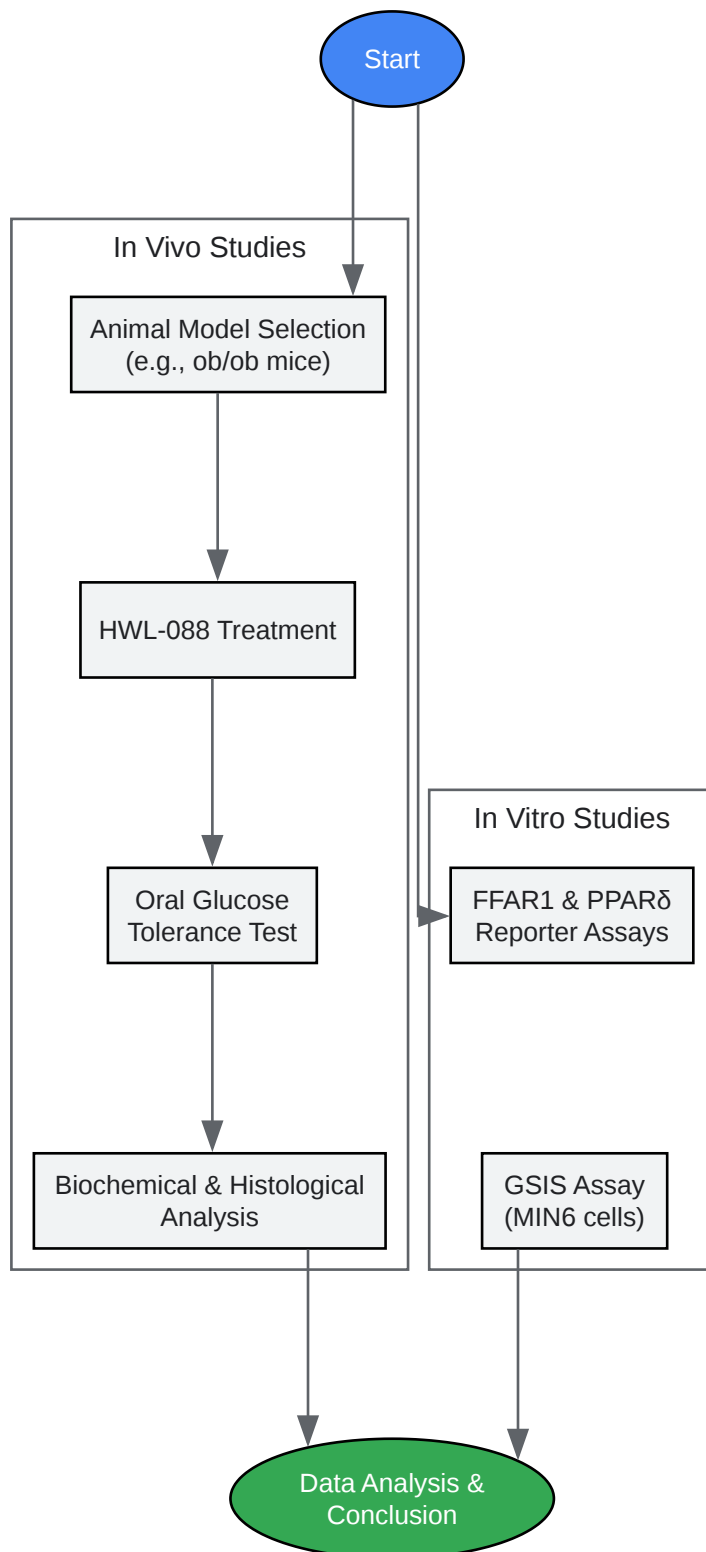 Start
In Vivo Studies
Animal Model Selection
(e.g., ob/ob mice)
HWL-088 Treatment
Oral Glucose
Tolerance Test
Biochemical & Histological
Analysis
In Vitro Studies
FFAR1 & PPARδ
Reporter Assays
GSIS Assay
(MIN6 cells)
Data Analysis &
Conclusion